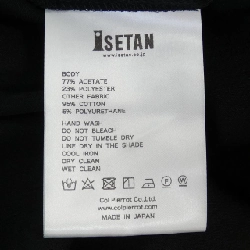 ISETAN
www.isetan.co.jp
BODY
77% ACETATE
23% POLYESTER
OTHER FABRIC
95% COTTON
5% POLYURETHANE
HAND WASH
DO NOT BLEACH
DO NOT TUMBLE DRY
LINE DRY IN THE SHADE
COOL IRON
DRY CLEAN
WET CLEAN
Col Pierrot Co.,Ltd.
www.colpierrot.com
MADE IN JAPAN